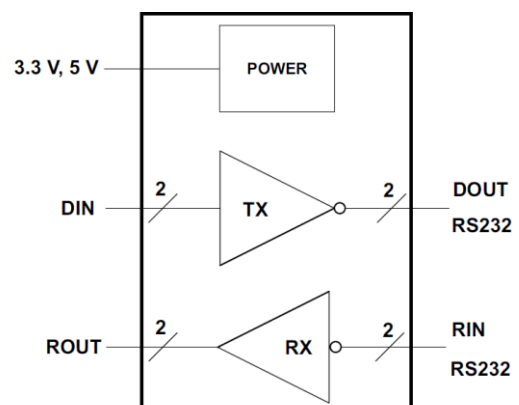 POWER
3.3 V, 5 V
2
2
DIN
TX
DOUT
RS232
2
2
ROUT
RX
RIN
RS232